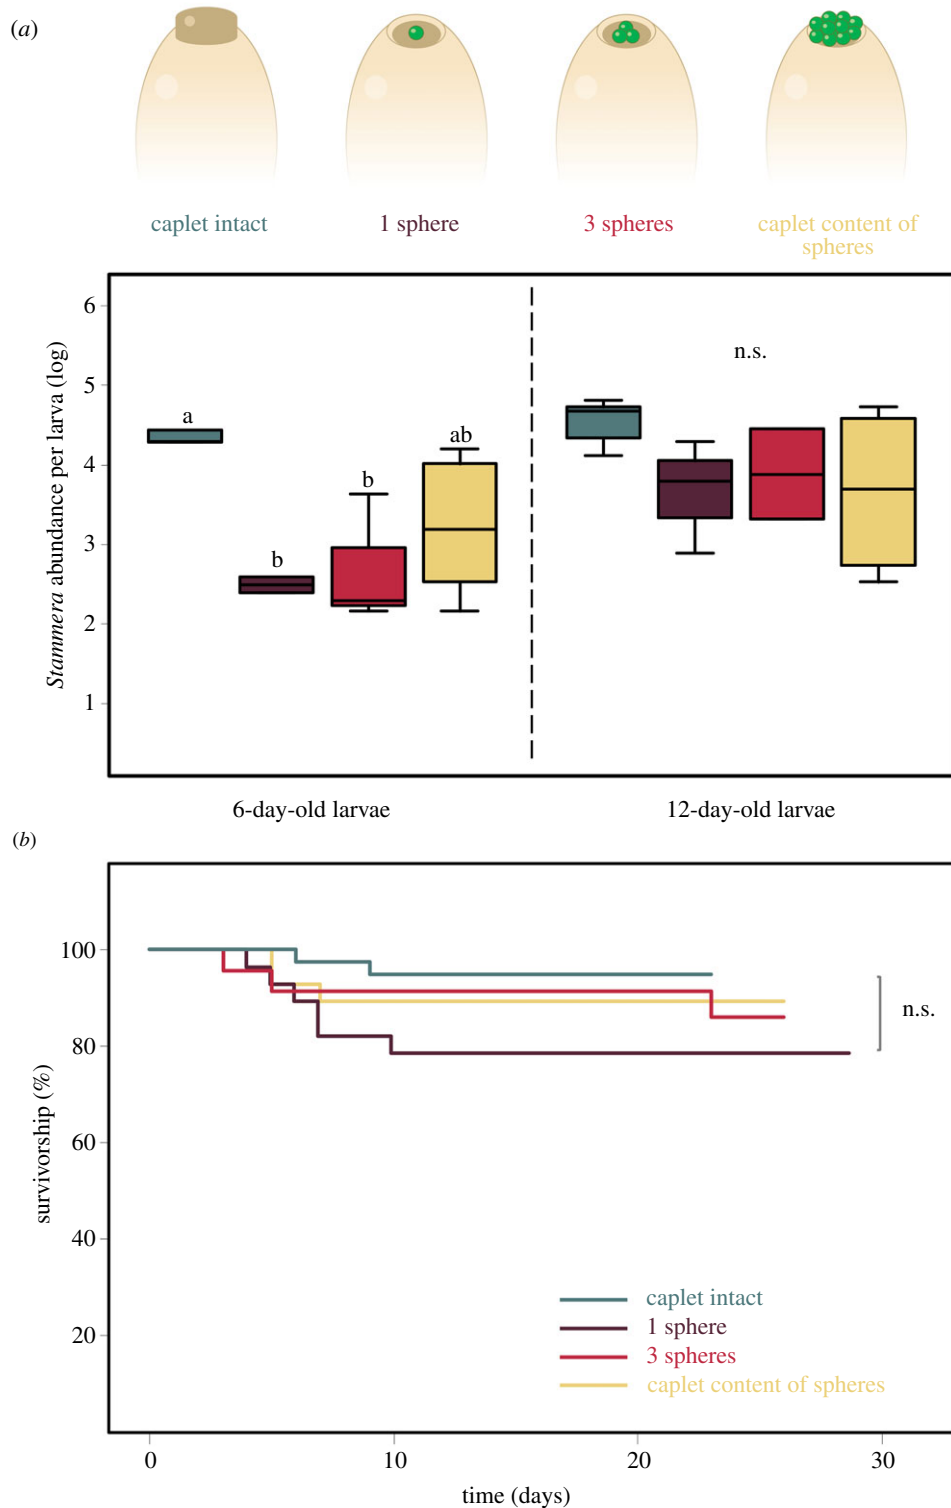 (a)
caplet intact
1 sphere
3 spheres
caplet content of
spheres
Stammera abundance per larva (log)
6
5
4
3
2
1
a
b
b
ab
n.s.
6-day-old larvae
12-day-old larvae
(b)
survivorship (%)
100
80
60
40
20
n.s.
caplet intact
1 sphere
3 spheres
caplet content of spheres
0
10
20
30
time (days)